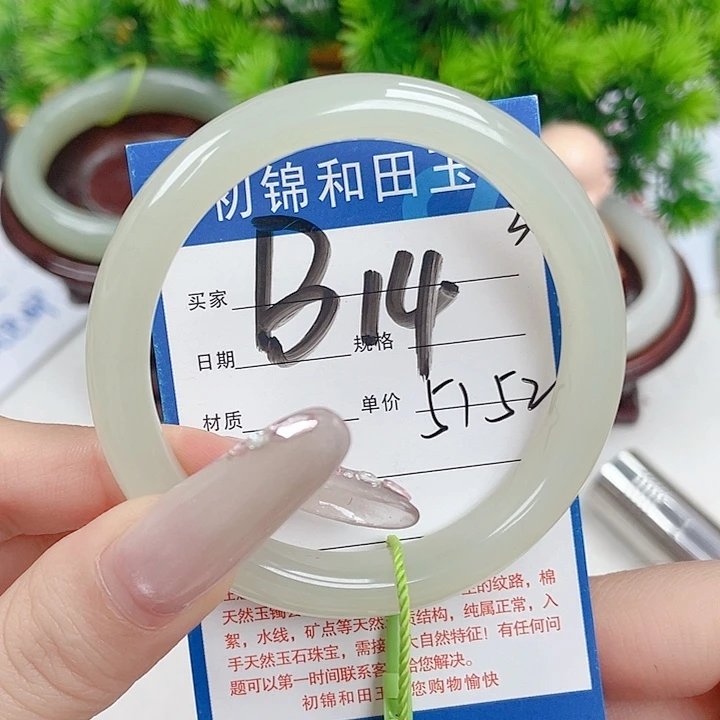 初锦和田玉
B14
买家
日期 规格
材质 单价 5152
的纹路，棉
天然玉镯
絮，水线，矿点等天然 质结构，纯属正常，入
手天然玉石珠宝，需接 大自然特征！有任何问
题可以第一时间联系客 给您解决。
初锦和田玉 您购物愉快